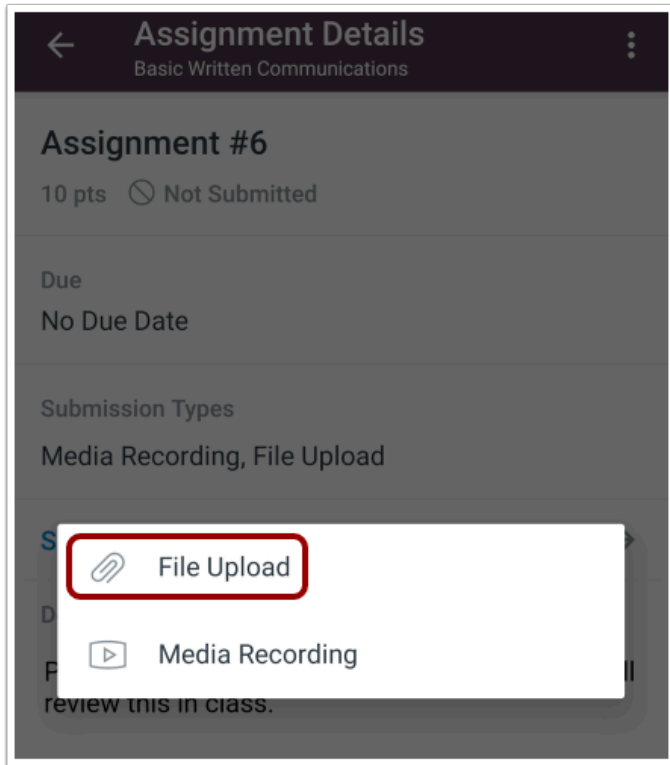 Assignment Details
Basic Written Communications
Assignment #6
10 pts Not Submitted
Due
No Due Date
Submission Types
Media Recording, File Upload
File Upload
Media Recording
review this in class.